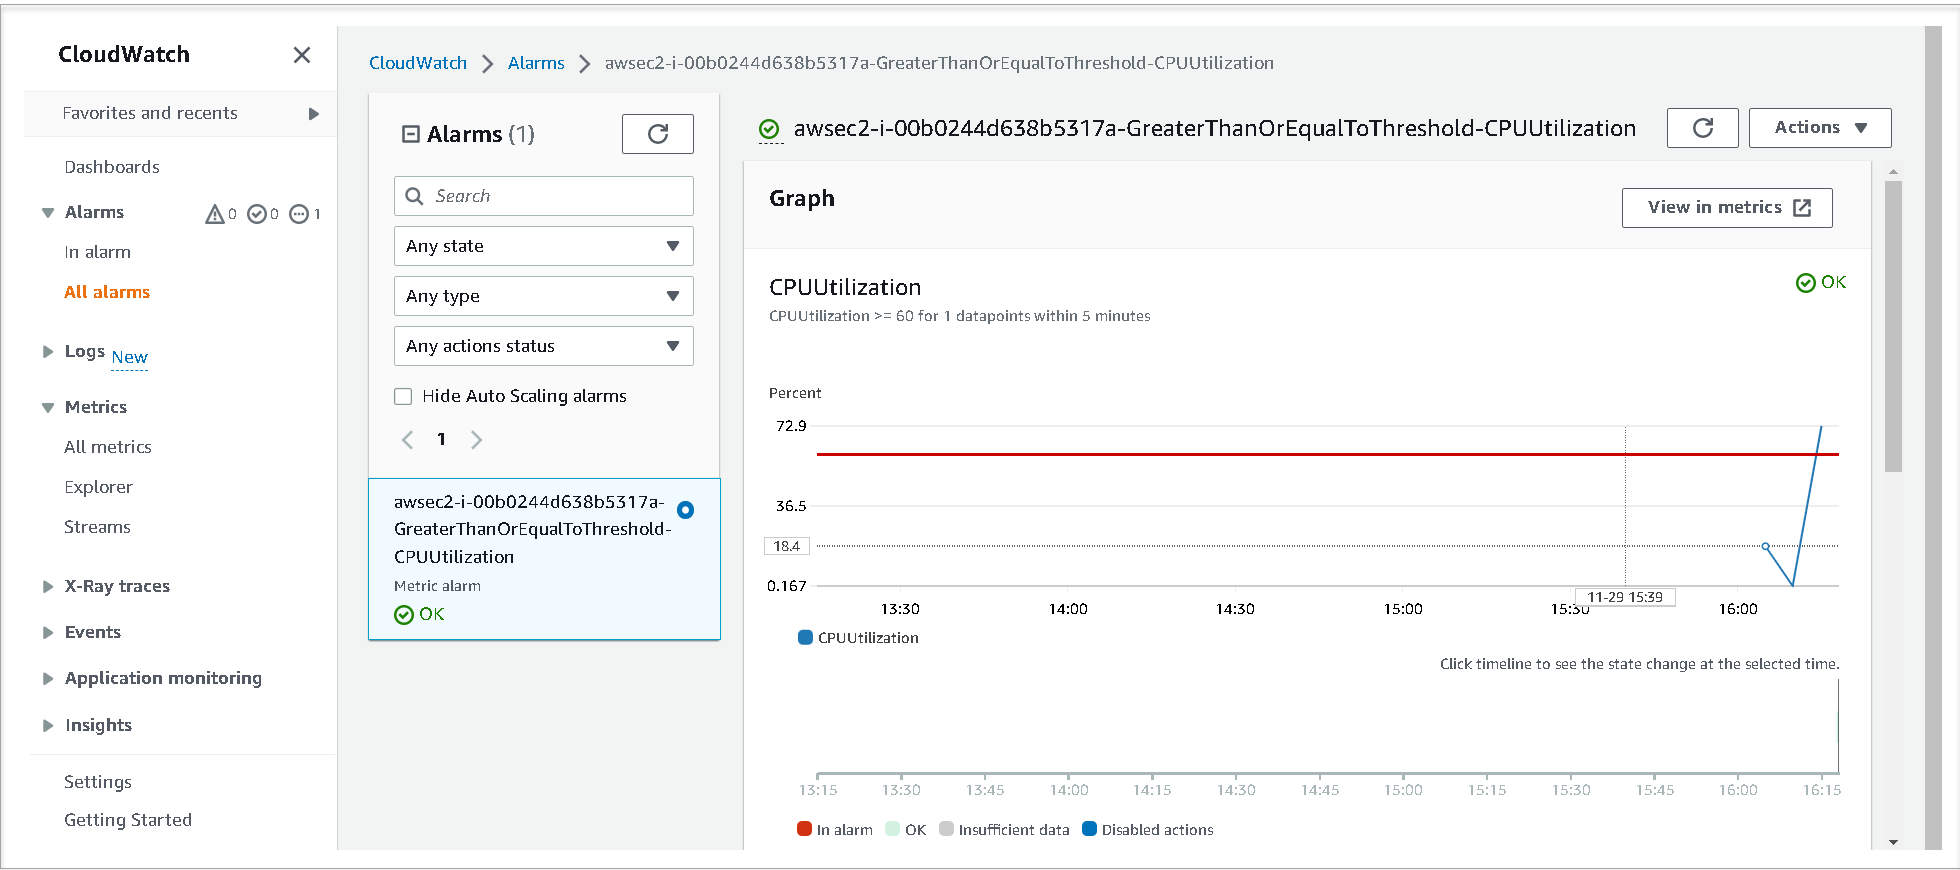 CloudWatch
Favorites and recents
Dashboards
Alarms 0 0 1
In alarm
All alarms
Logs New
Metrics
All metrics
Explorer
Streams
X-Ray traces
Events
Application monitoring
Insights
Settings
Getting Started
CloudWatch Alarms awsec2-i-00b0244d638b5317a-GreaterThanOrEqualToThreshold-CPUUtilization
Alarms (1)
Search
Any state
Any type
Any actions status
Hide Auto Scaling alarms
1
awsec2-i-00b0244d638b5317a-
GreaterThanOrEqualToThreshold-
CPUUtilization
Metric alarm
OK
awsec2-i-00b0244d638b5317a-GreaterThanOrEqualToThreshold-CPUUtilization
Actions
Graph
View in metrics
CPUUtilization
OK
CPUUtilization >= 60 for 1 datapoints within 5 minutes
Percent
72.9
36.5
18.4
0.167
13:30 14:00 14:30 15:00 15:30 11-29 15:39 16:00
CPUUtilization
Click timeline to see the state change at the selected time.
13:15 13:30 13:45 14:00 14:15 14:30 14:45 15:00 15:15 15:30 15:45 16:00 16:15
In alarm OK Insufficient data Disabled actions